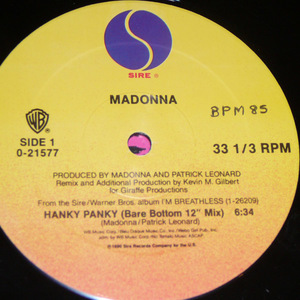 SIRE ®
MADONNA
BPM 85
WB
SIDE 1
0-21577
33 1/3 RPM
PRODUCED BY MADONNA AND PATRICK LEONARD
Remix and Additional Production by Kevin M. Gilbert
for Giraffe Productions
From the Sire/Warner Bros. album I'M BREATHLESS (1-26209)
HANKY PANKY (Bare Bottom 12" Mix) 6:34
(Madonna/Patrick Leonard)